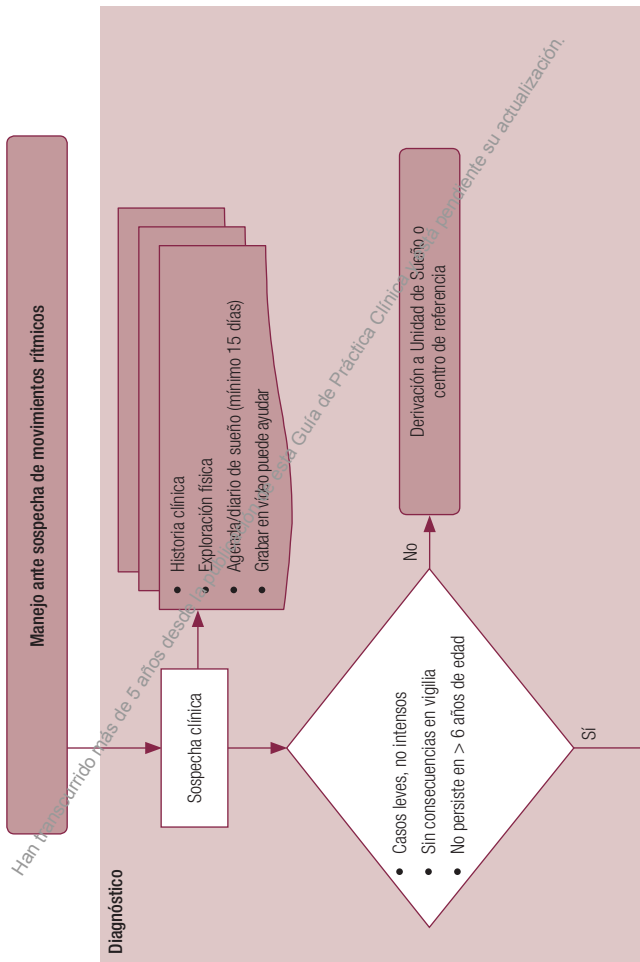 Manejo ante sospecha de movimientos rítmicos
Diagnóstico
Sospecha clínica
● Historia clínica
● Exploración física
● Agenda/diario de sueño (mínimo 15 días)
● Grabar en vídeo puede ayudar
● Casos leves, no intensos
● Sin consecuencias en vigilia
● No persiste en > 6 años de edad
No
Derivación a Unidad de Sueño o
centro de referencia
Sí
Han transcurrido más de 5 años desde la publicación de esta Guía de Práctica Clínica y está pendiente su actualización.